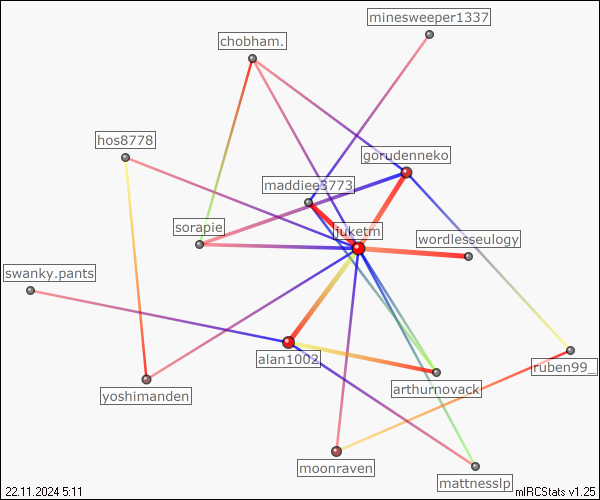 minesweeper1337
chobham.
hos8778
gorudenneko
maddiee3773
sorapie
juketm
wordlesseulogy
swanky.pants
alan1002
ruben99_
arthurnovack
yoshimanden
moonraven
mattnesslp
22.11.2024 5:11
mIRCStats v1.25